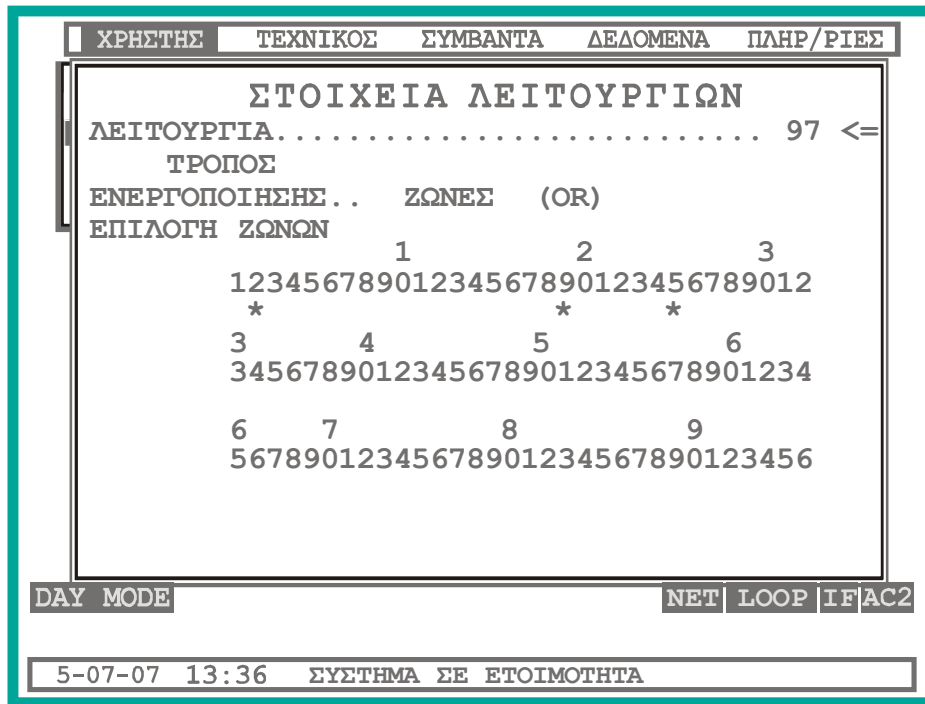 ΧΡΗΣΤΗΣ ΤΕΧΝΙΚΟΣ ΣΥΜΒΑΝΤΑ ΔΕΔΟΜΕΝΑ ΠΛΗΡ/ΡΙΕΣ
ΣΤΟΙΧΕΙΑ ΛΕΙΤΟΥΡΓΙΩΝ
ΛΕΙΤΟΥΡΓΙΑ............................ 97 <=
ΤΡΟΠΟΣ
ΕΝΕΡΓΟΠΟΙΗΣΗΣ.. ΖΩΝΕΣ (OR)
ΕΠΙΛΟΓΗ ΖΩΝΩΝ
1 2 3
12345678901234567890123456789012
* * *
3 4 5 6
34567890123456789012345678901234
6 7 8 9
56789012345678901234567890123456
DAY MODE NET LOOP IF AC2
5-07-07 13:36 ΣΥΣΤΗΜΑ ΣΕ ΕΤΟΙΜΟΤΗΤΑ